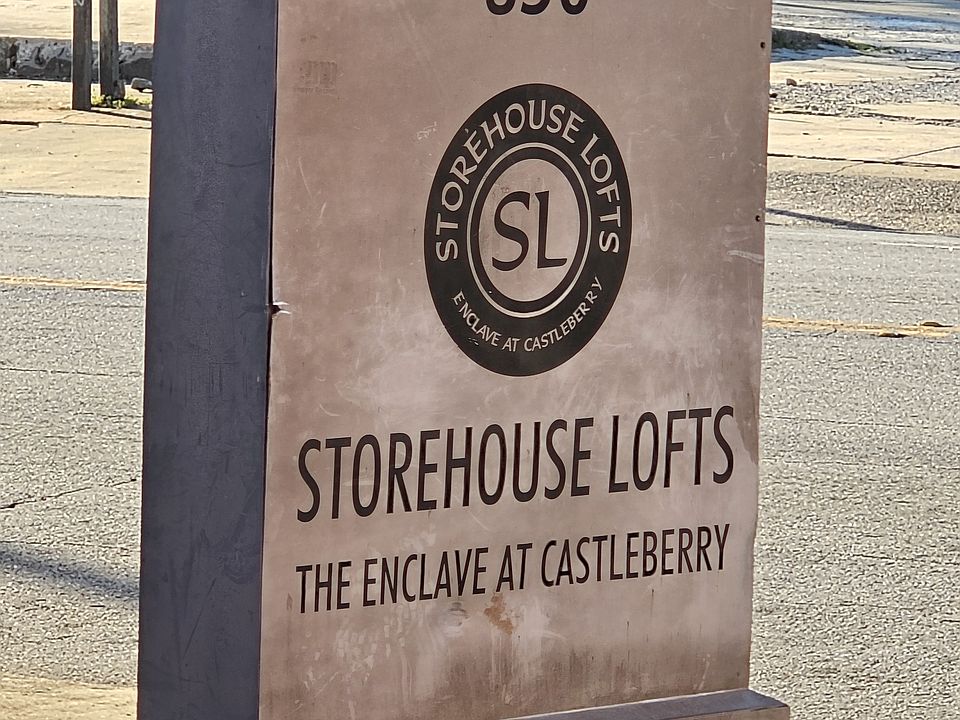 STOREHOUSE LOFTS
SL
ENCLAVE AT CASTLEBERRY
STOREHOUSE LOFTS
THE ENCLAVE AT CASTLEBERRY